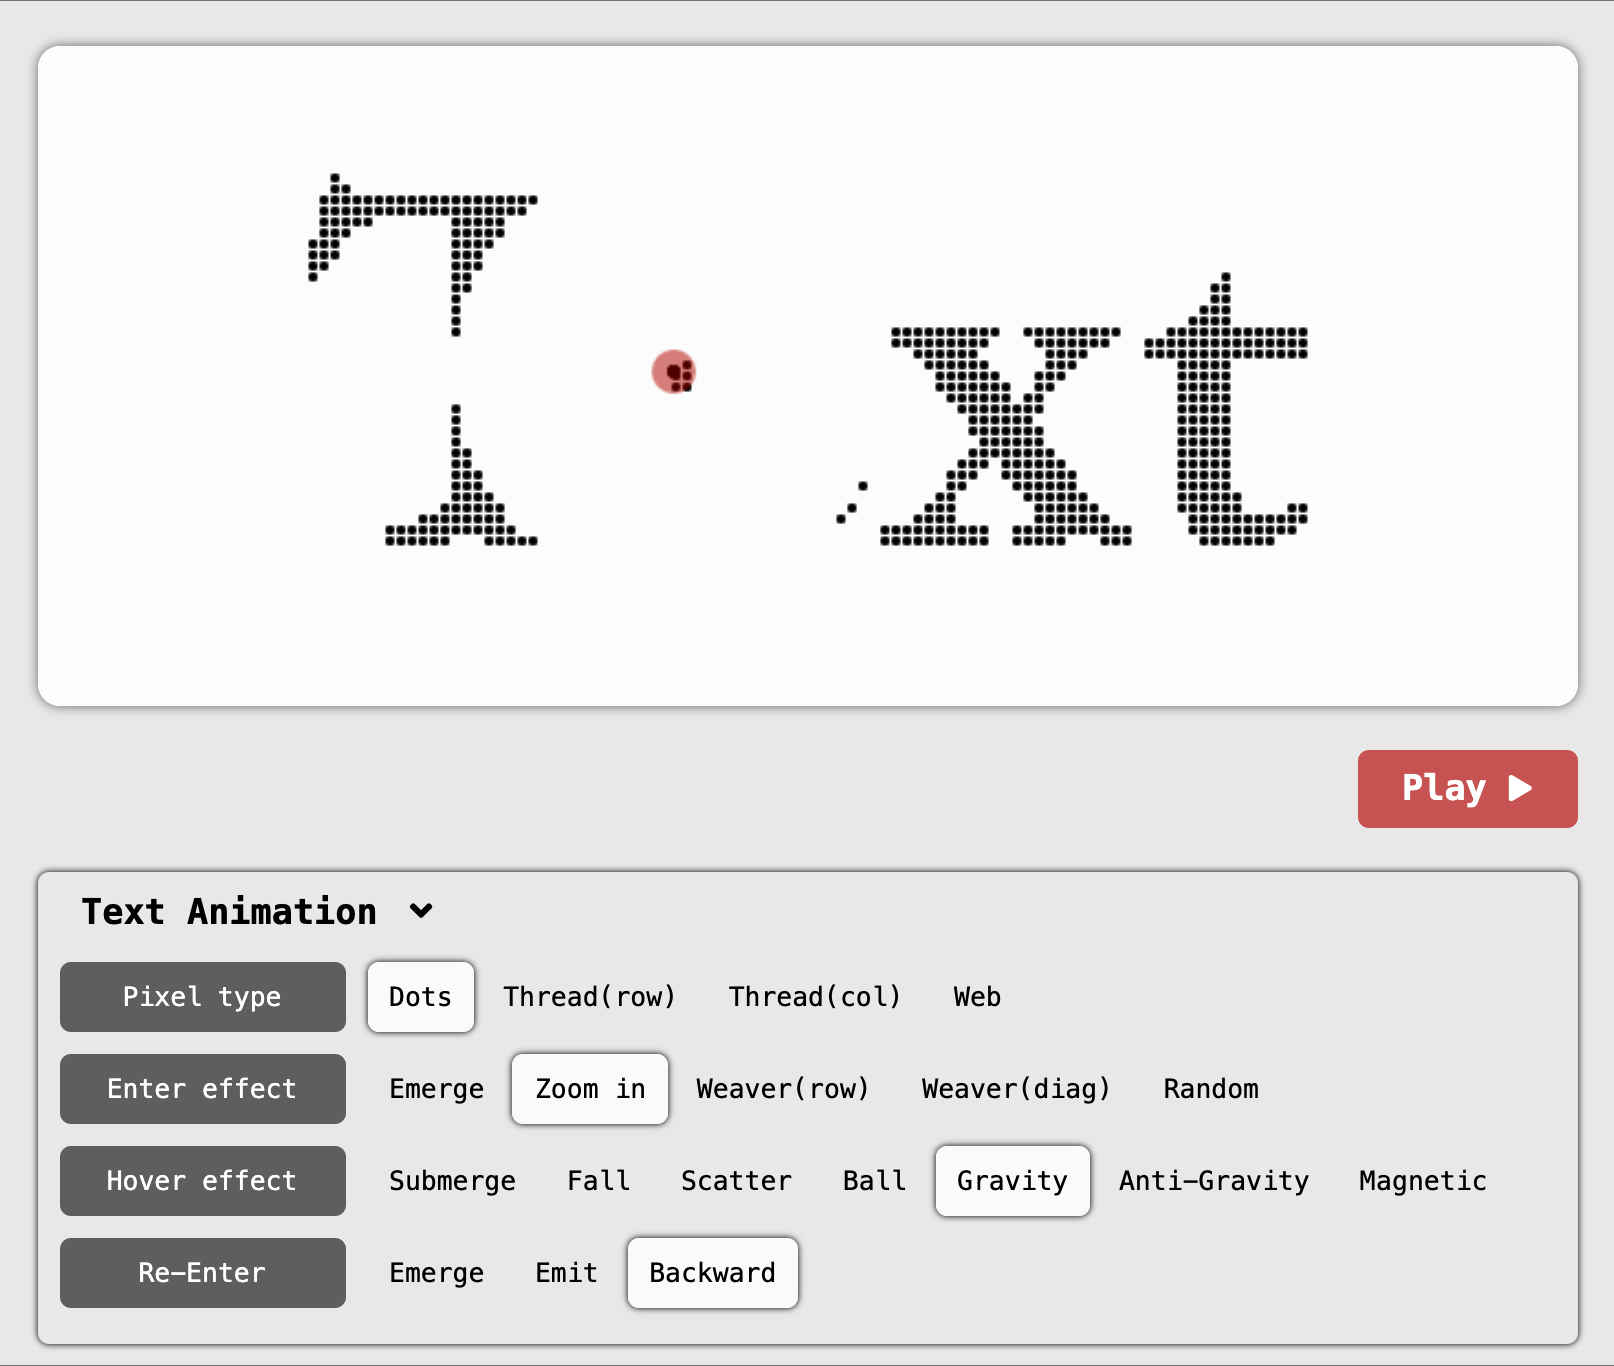 T xt
Play
Text Animation
Pixel type Dots Thread(row) Thread(col) Web
Enter effect Emerge Zoom in Weaver(row) Weaver(diag) Random
Hover effect Submerge Fall Scatter Ball Gravity Anti-Gravity Magnetic
Re-Enter Emerge Emit Backward